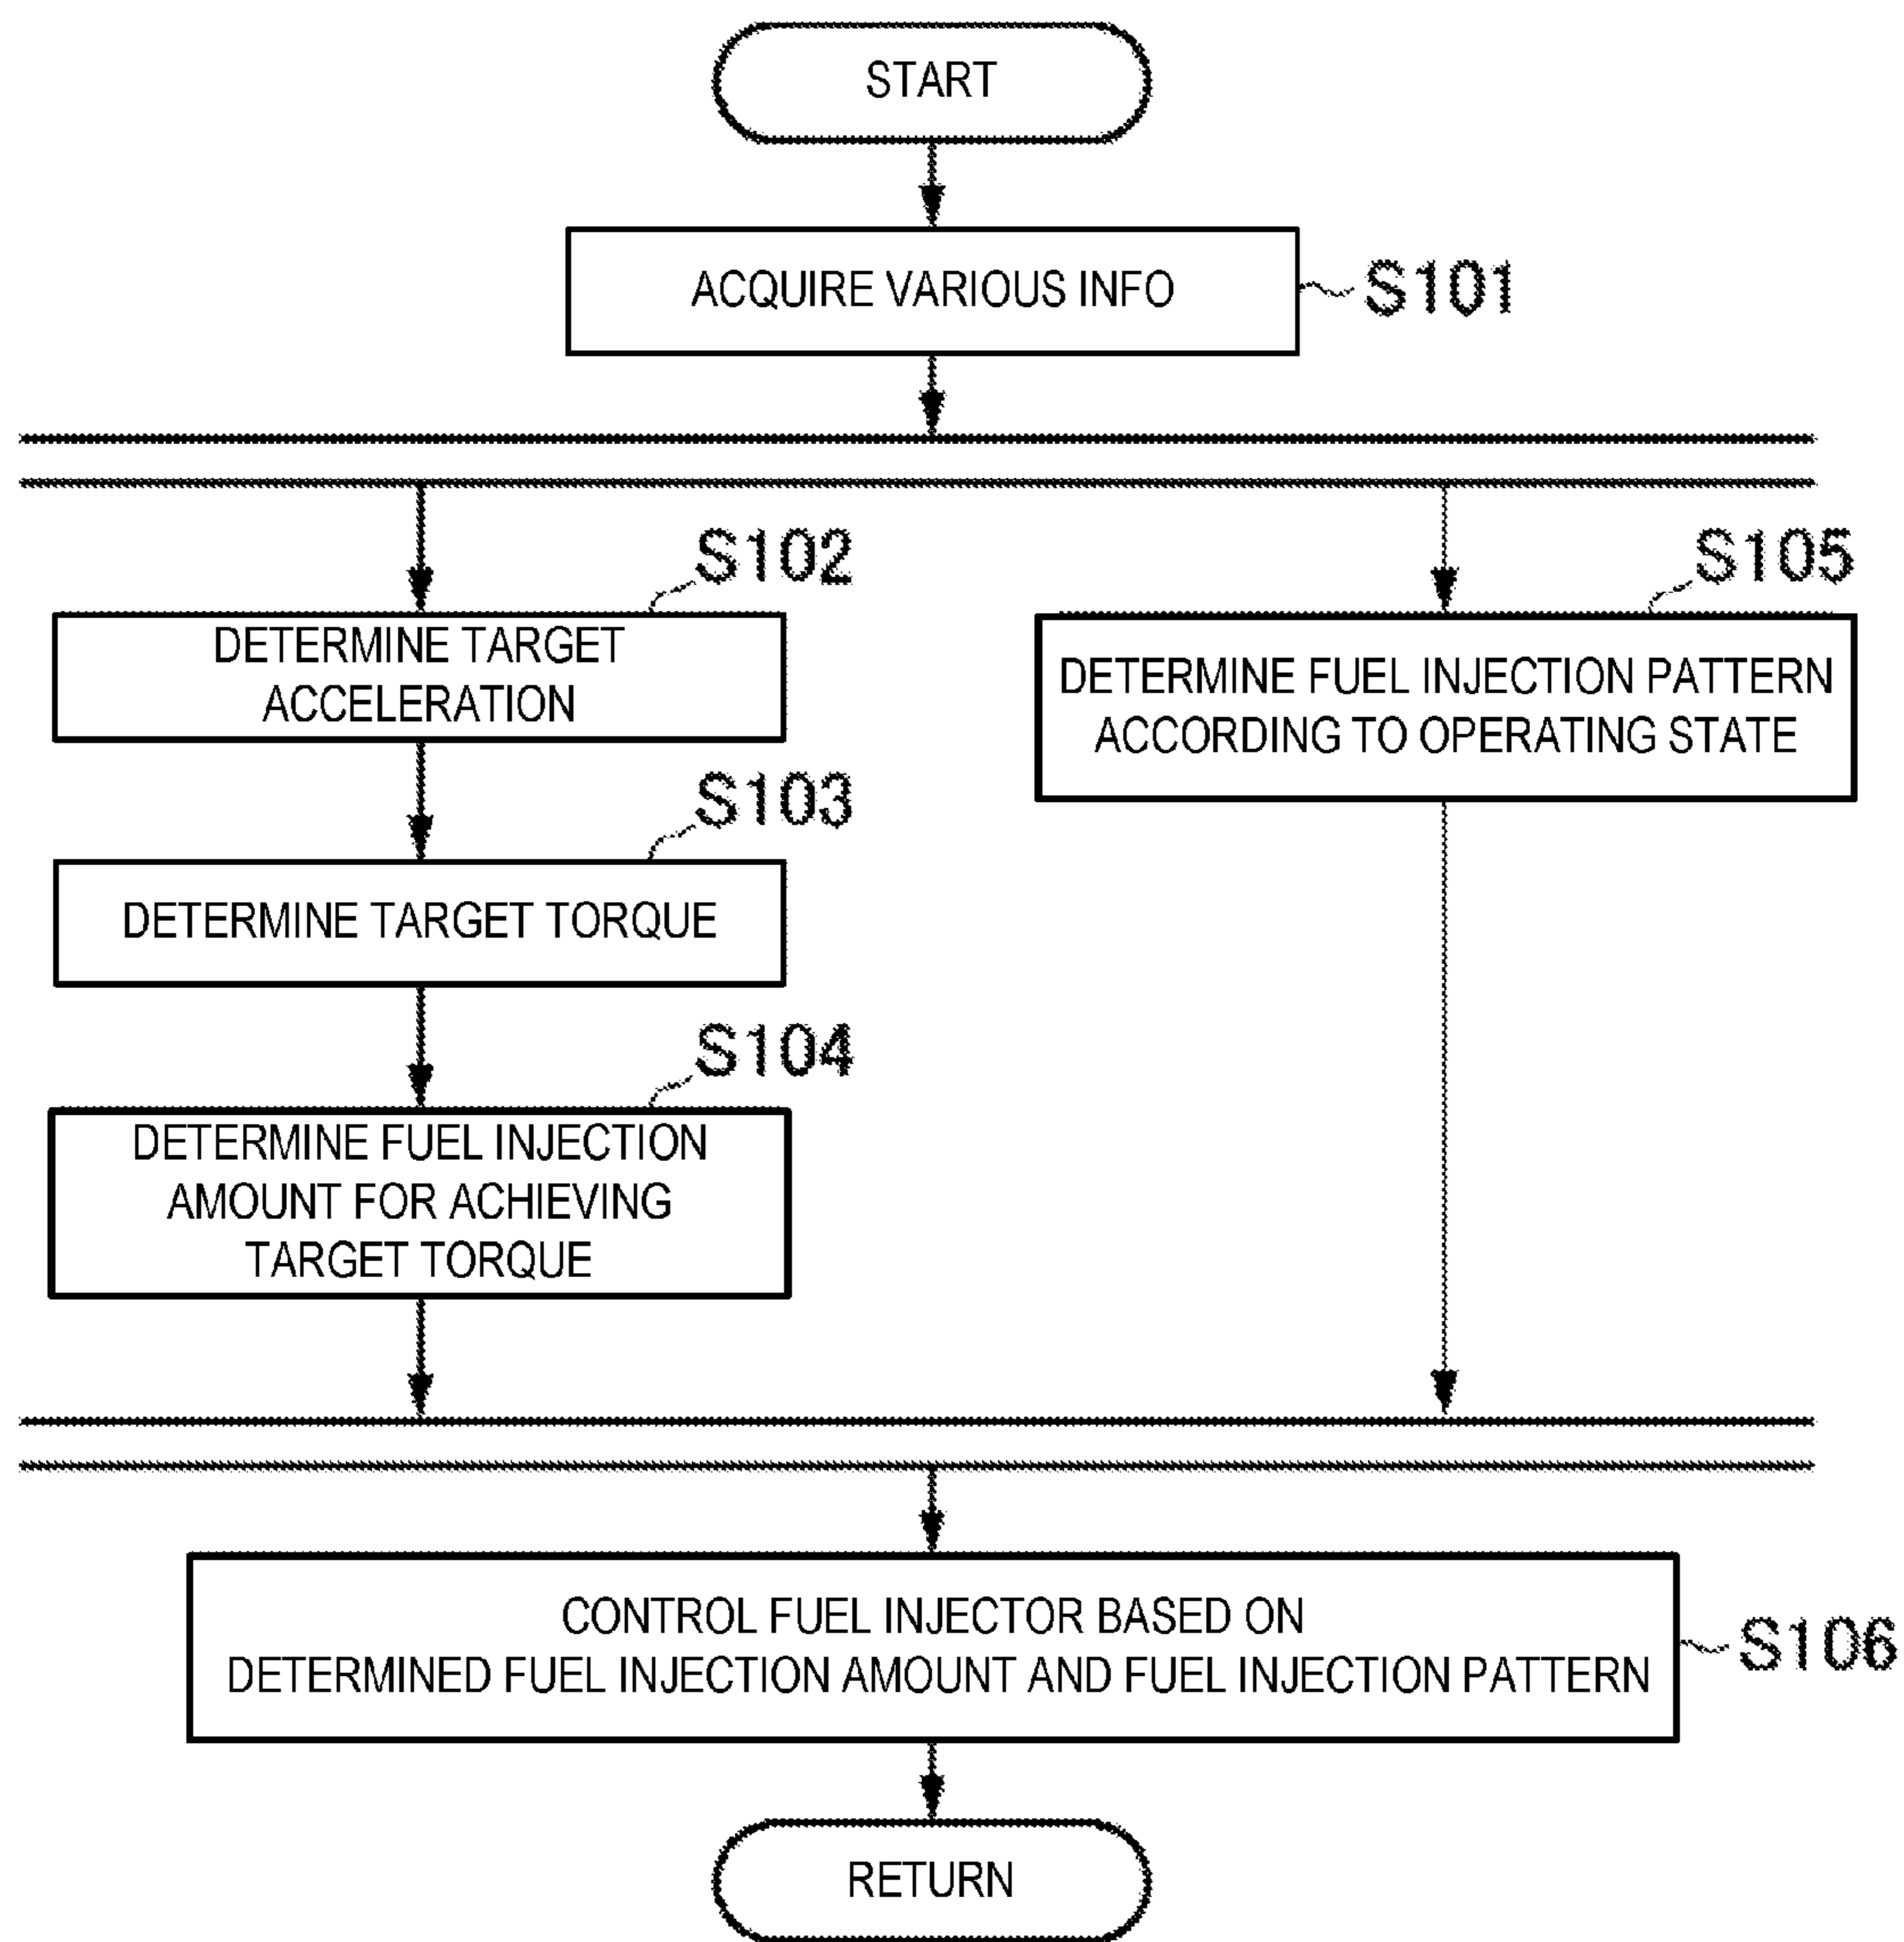 START
ACQUIRE VARIOUS INFO
S101
S102
DETERMINE TARGET
ACCELERATION
S103
DETERMINE TARGET TORQUE
S104
DETERMINE FUEL INJECTION
AMOUNT FOR ACHIEVING
TARGET TORQUE
S105
DETERMINE FUEL INJECTION PATTERN
ACCORDING TO OPERATING STATE
CONTROL FUEL INJECTOR BASED ON
DETERMINED FUEL INJECTION AMOUNT AND FUEL INJECTION PATTERN
S106
RETURN